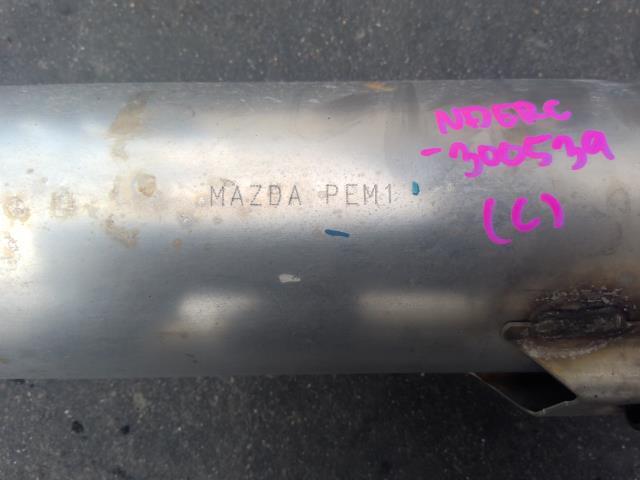 MAZDA PEM1
ND5RC
-300539
(C)